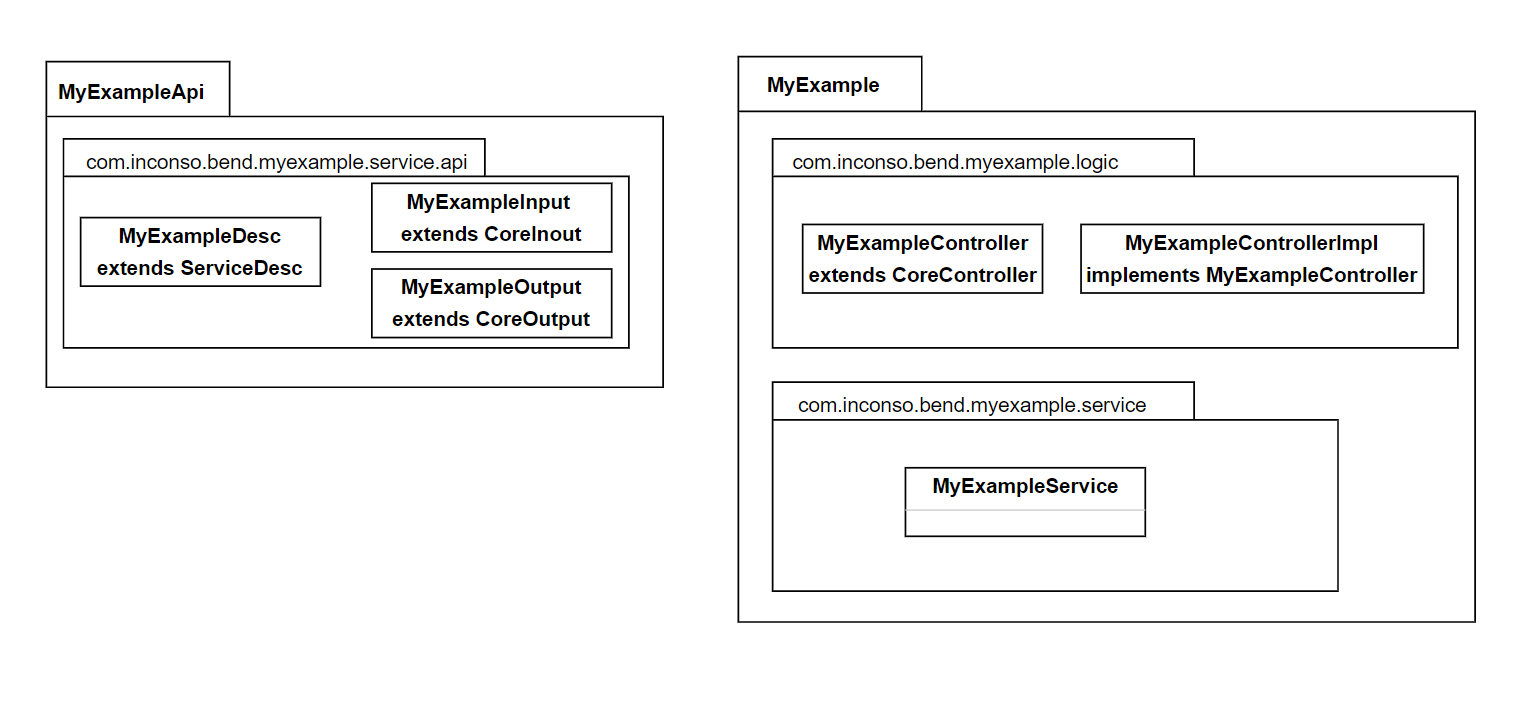 MyExampleApi
com.inconso.bend.myexample.service.api
MyExampleDesc
extends ServiceDesc
MyExampleInput
extends CoreInout
MyExampleOutput
extends CoreOutput
MyExample
com.inconso.bend.myexample.logic
MyExampleController
extends CoreController
MyExampleControllerImpl
implements MyExampleController
com.inconso.bend.myexample.service
MyExampleService